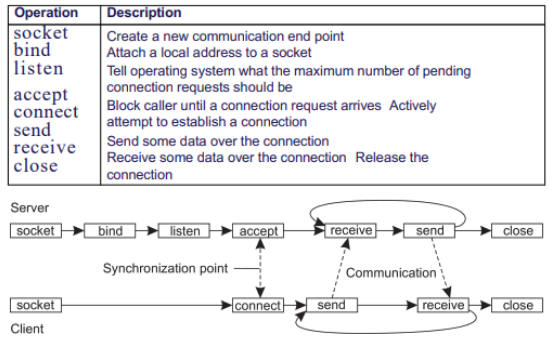 Operation Description
socket Create a new communication end point
bind Attach a local address to a socket
listen Tell operating system what the maximum number of pending
connection requests should be
accept Block caller until a connection request arrives Actively
connect attempt to establish a connection
send Send some data over the connection
receive Receive some data over the connection Release the
close connection
Server
socket bind listen accept receive send close
Synchronization point Communication
socket connect send receive close
Client